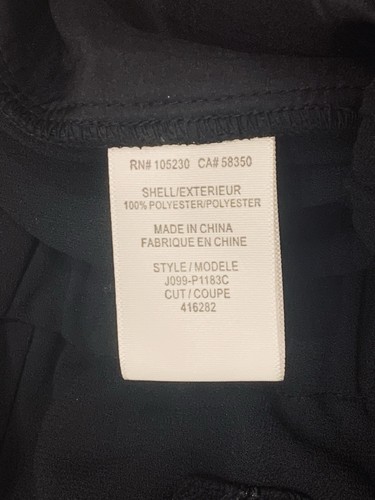 RN# 105230 CA# 58350
SHELL/EXTERIEUR
100% POLYESTER/POLYESTER
MADE IN CHINA
FABRIQUE EN CHINE
STYLE / MODELE
J099-P1183C
CUT / COUPE
416282